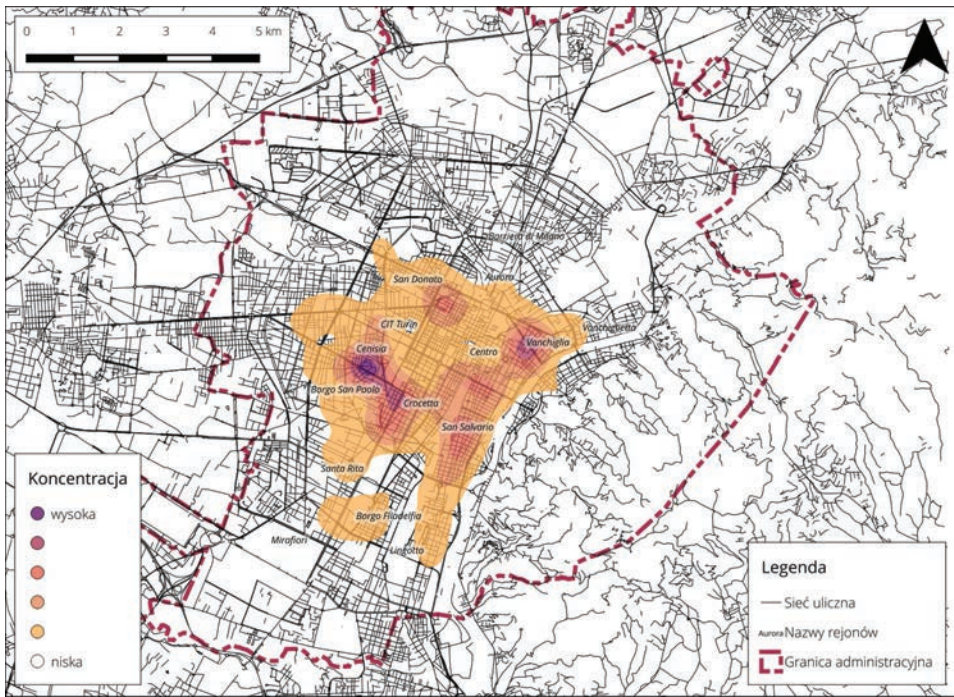 0 1 2 3 4 5 km
Barriera di Milano
San Donato
Aurora
CIT Turin
Vanchiglietta
Cenisia
Centro
Vanchiglia
Borgo San Paolo
Crocetta
San Salvario
Santa Rita
Borgo Filadelfia
Mirafiori
Lingotto
Koncentracja
wysoka
niska
Legenda
Sieć uliczna
Aurora Nazwy rejonów
Granica administracyjna